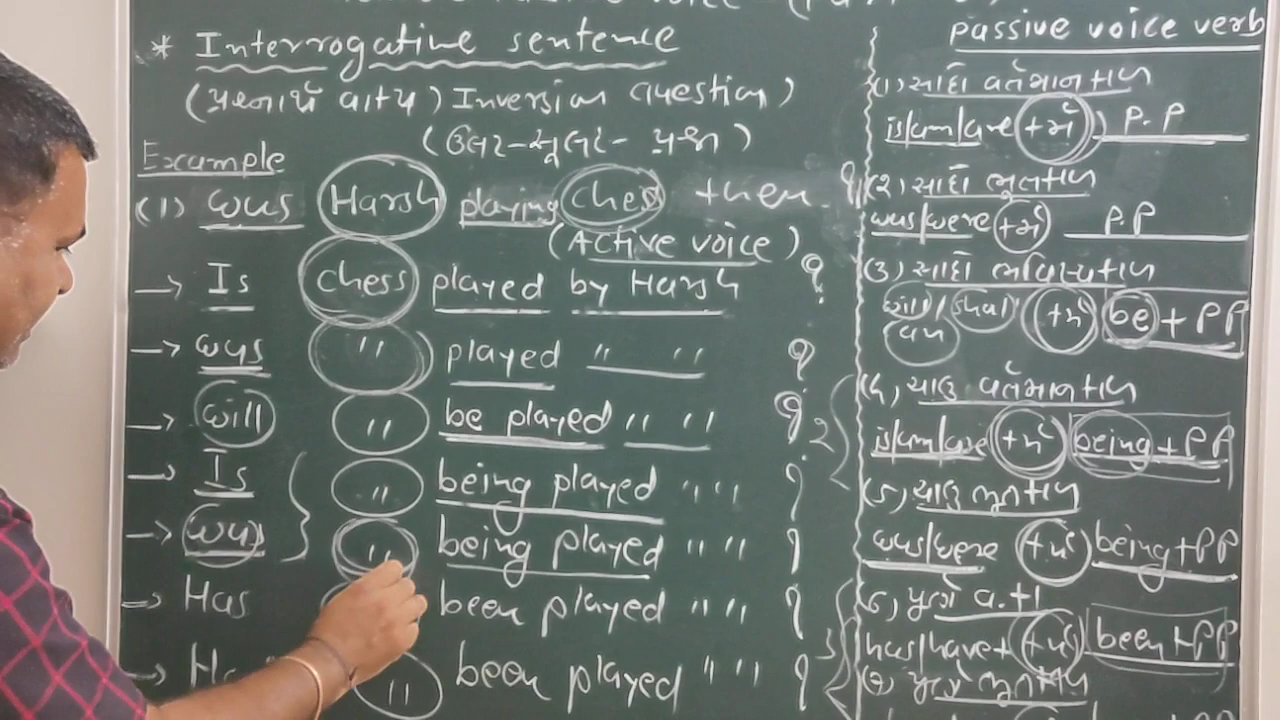 * Interrogative sentence
(પ્રશ્નાર્થ વાક્ય) Inversion Question)
Example
(1) was Harsh playing chess then ?
(Active voice)
→ Is chess played by Harsh ?
→ was " played " " ?
→ will " be played " " ?
→ Is " being played " " ?
→ was " being played " " ?
→ Has been played " " ?
→ " been played " " ?
passive voice verb
(1) સાદો વર્તમાનકાળ
is/am/are (+ર્મ) P.P
(2) સાદો ભૂતકાળ
was/were (+ર્મ) P.P
(3) સાદો ભવિષ્યકાળ
will/shall/can (+ર્મ) be + PP
(4) ચાલુ વર્તમાનકાળ
is/am/are (+ર્મ) being + PP
(5) ચાલુ ભૂતકાળ
was/were (+ર્મ) being + PP
(6) પૂર્ણ વ.કા
has/have + (+ર્મ) been + PP
(7) પૂર્ણ ભૂતકાળ